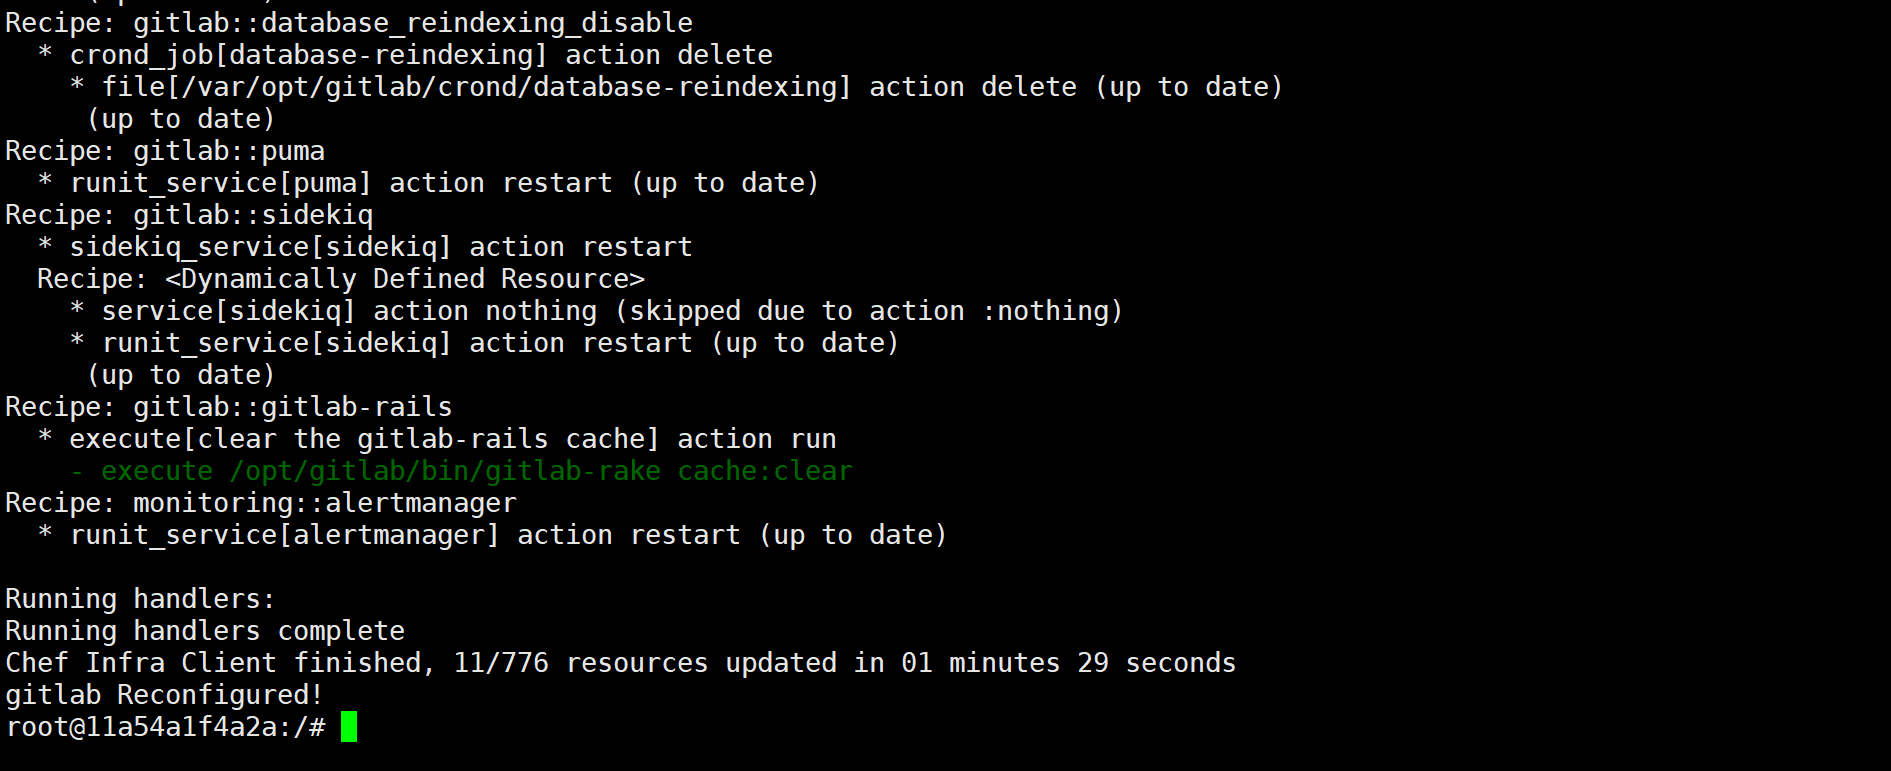 Recipe: gitlab::database_reindexing_disable
  * crond_job[database-reindexing] action delete
    * file[/var/opt/gitlab/crond/database-reindexing] action delete (up to date)
     (up to date)
Recipe: gitlab::puma
  * runit_service[puma] action restart (up to date)
Recipe: gitlab::sidekiq
  * sidekiq_service[sidekiq] action restart
  Recipe: <Dynamically Defined Resource>
    * service[sidekiq] action nothing (skipped due to action :nothing)
    * runit_service[sidekiq] action restart (up to date)
     (up to date)
Recipe: gitlab::gitlab-rails
  * execute[clear the gitlab-rails cache] action run
    - execute /opt/gitlab/bin/gitlab-rake cache:clear
Recipe: monitoring::alertmanager
  * runit_service[alertmanager] action restart (up to date)

Running handlers:
Running handlers complete
Chef Infra Client finished, 11/776 resources updated in 01 minutes 29 seconds
gitlab Reconfigured!
root@11a54a1f4a2a:/#